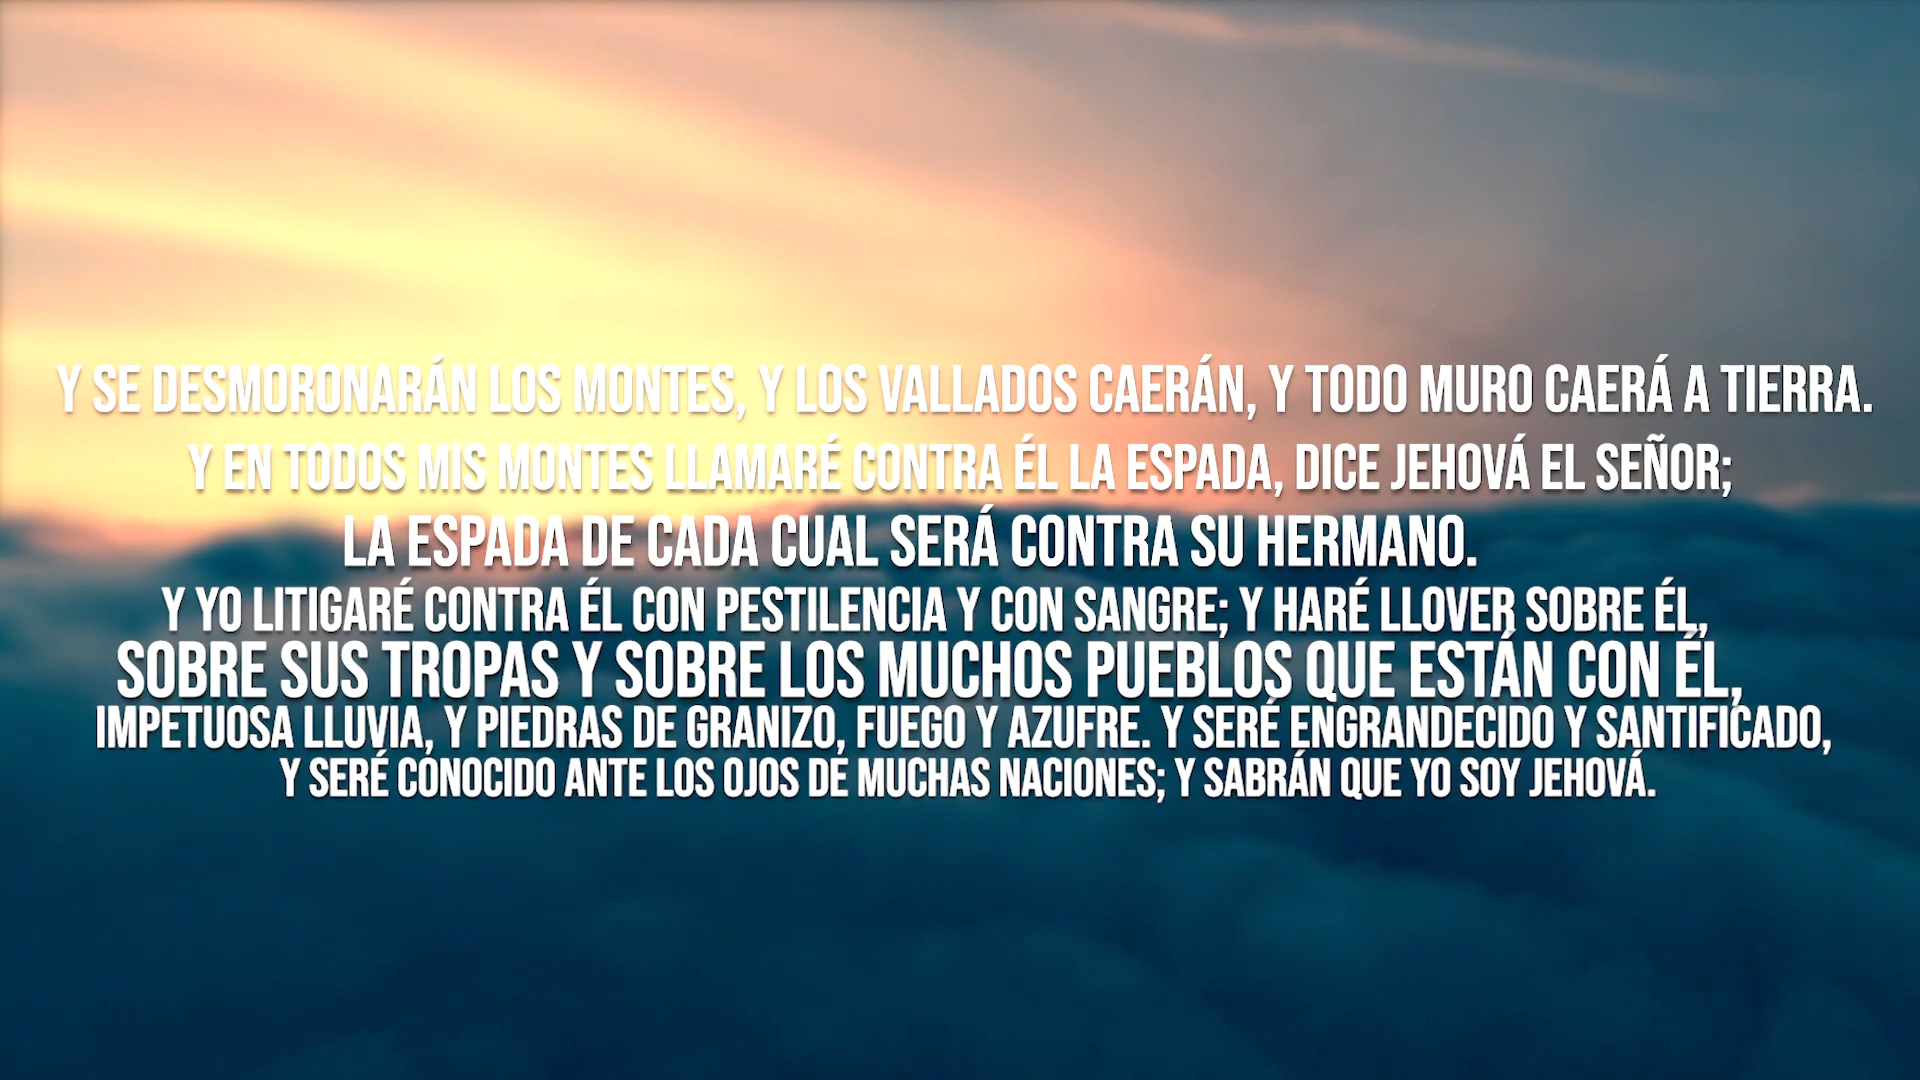 Y SE DESMORONARÁN LOS MONTES, Y LOS VALLADOS CAERÁN, Y TODO MURO CAERÁ A TIERRA.
Y EN TODOS MIS MONTES LLAMARÉ CONTRA ÉL LA ESPADA, DICE JEHOVÁ EL SEÑOR;
LA ESPADA DE CADA CUAL SERÁ CONTRA SU HERMANO.
Y YO LITIGARÉ CONTRA ÉL CON PESTILENCIA Y CON SANGRE; Y HARÉ LLOVER SOBRE ÉL,
SOBRE SUS TROPAS Y SOBRE LOS MUCHOS PUEBLOS QUE ESTÁN CON ÉL,
IMPETUOSA LLUVIA, Y PIEDRAS DE GRANIZO, FUEGO Y AZUFRE. Y SERÉ ENGRANDECIDO Y SANTIFICADO,
Y SERÉ CONOCIDO ANTE LOS OJOS DE MUCHAS NACIONES; Y SABRÁN QUE YO SOY JEHOVÁ.